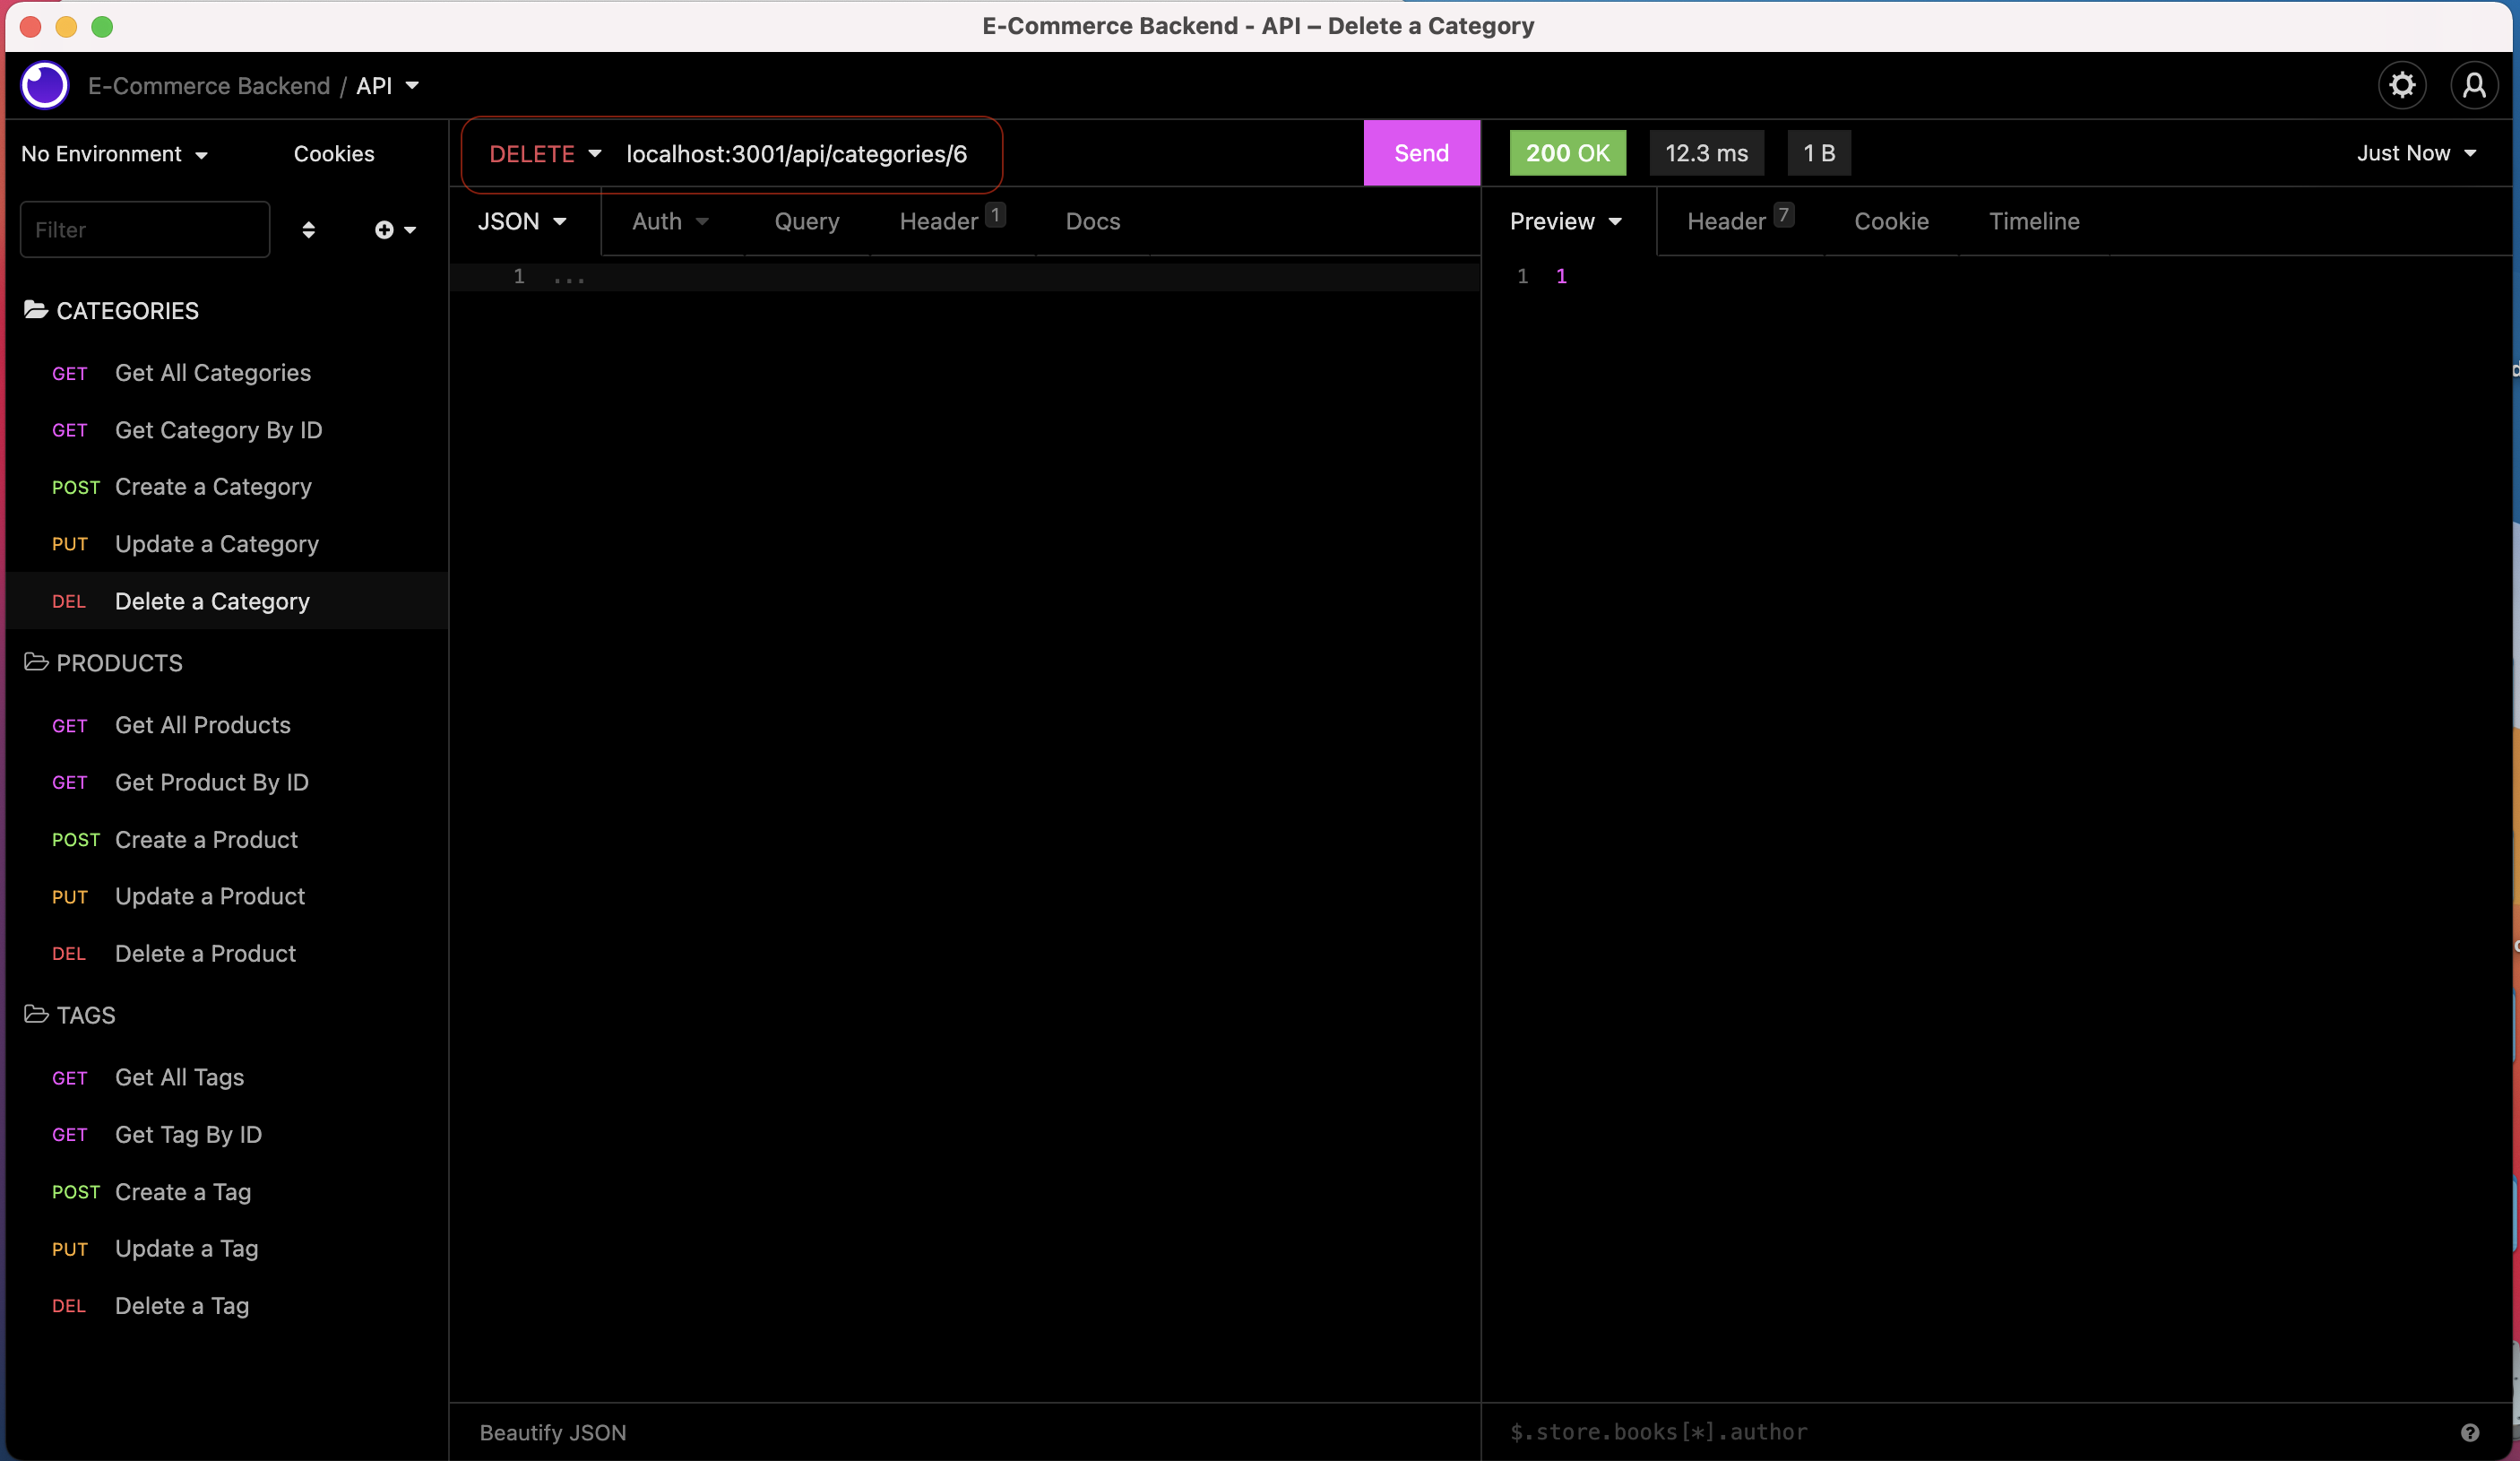 E-Commerce Backend - API – Delete a Category
E-Commerce Backend / API
No Environment
Cookies
Filter
CATEGORIES
GET Get All Categories
GET Get Category By ID
POST Create a Category
PUT Update a Category
DEL Delete a Category
PRODUCTS
GET Get All Products
GET Get Product By ID
POST Create a Product
PUT Update a Product
DEL Delete a Product
TAGS
GET Get All Tags
GET Get Tag By ID
POST Create a Tag
PUT Update a Tag
DEL Delete a Tag
DELETE localhost:3001/api/categories/6 Send
JSON Auth Query Header 1 Docs
1 ...
Beautify JSON
200 OK 12.3 ms 1 B Just Now
Preview Header 7 Cookie Timeline
1 1
$.store.books[*].author